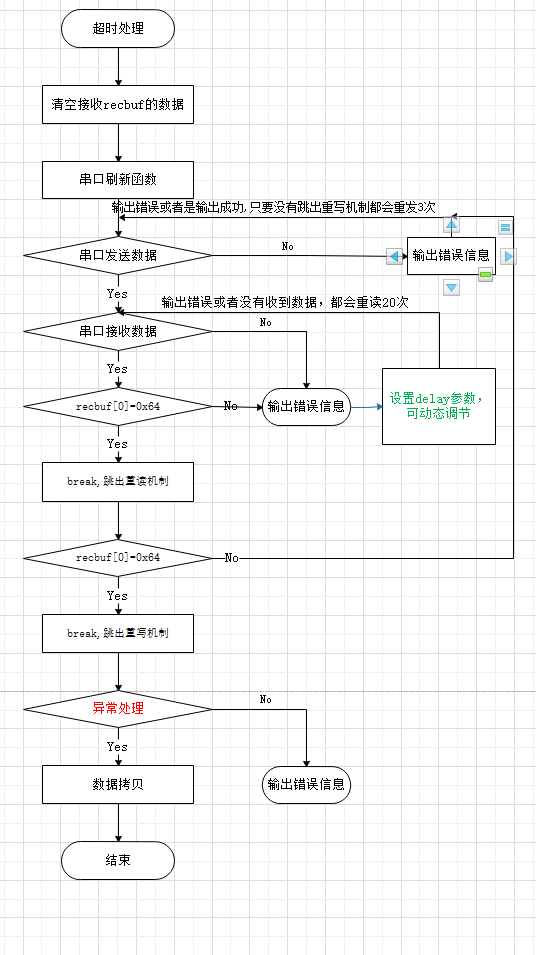 超时处理
清空接收recbuf的数据
串口刷新函数
输出错误或者是输出成功,只要没有跳出重写机制都会重发3次
串口发送数据
No
输出错误信息
Yes
输出错误或者没有收到数据，都会重读20次
串口接收数据
No
Yes
recbuf[0]=0x64
No
输出错误信息
设置delay参数，
可动态调节
Yes
break,跳出重读机制
recbuf[0]=0x64
No
Yes
break,跳出重写机制
异常处理
No
Yes
数据拷贝
输出错误信息
结束